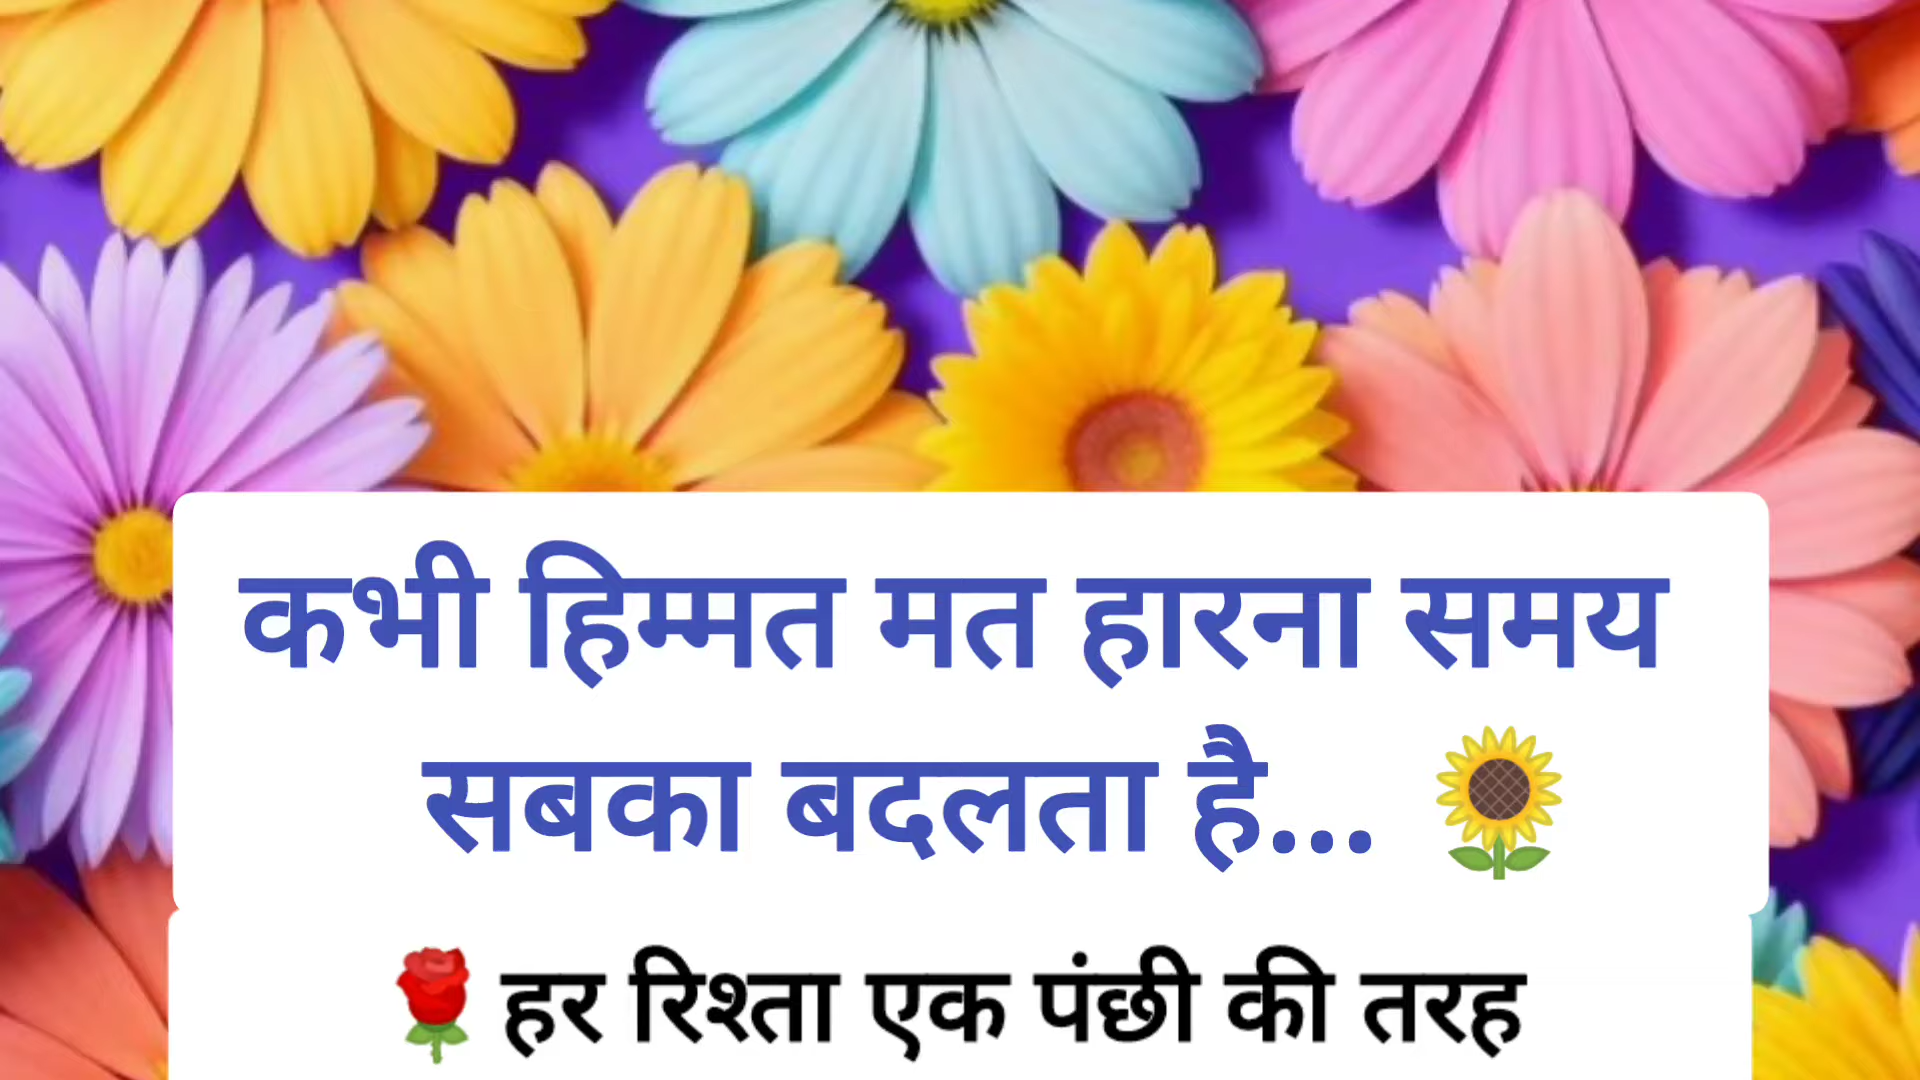 कभी हिम्मत मत हारना समय
सबका बदलता है... 🌻
🌹हर रिश्ता एक पंछी की तरह